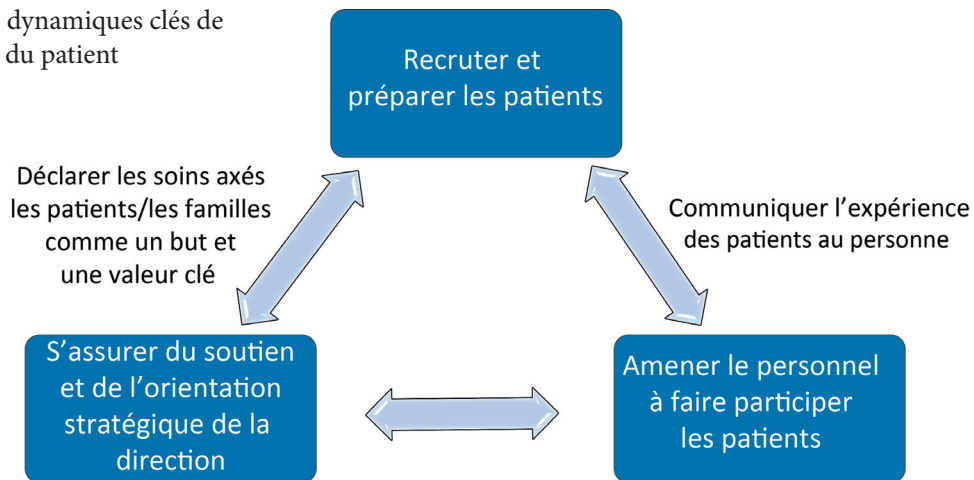 dynamiques clés de
du patient
Recruter et
préparer les patients
Déclarer les soins axés
les patients/les familles
comme un but et
une valeur clé
Communiquer l’expérience
des patients au personne
S’assurer du soutien
et de l’orientation
stratégique de la
direction
Amener le personnel
à faire participer
les patients